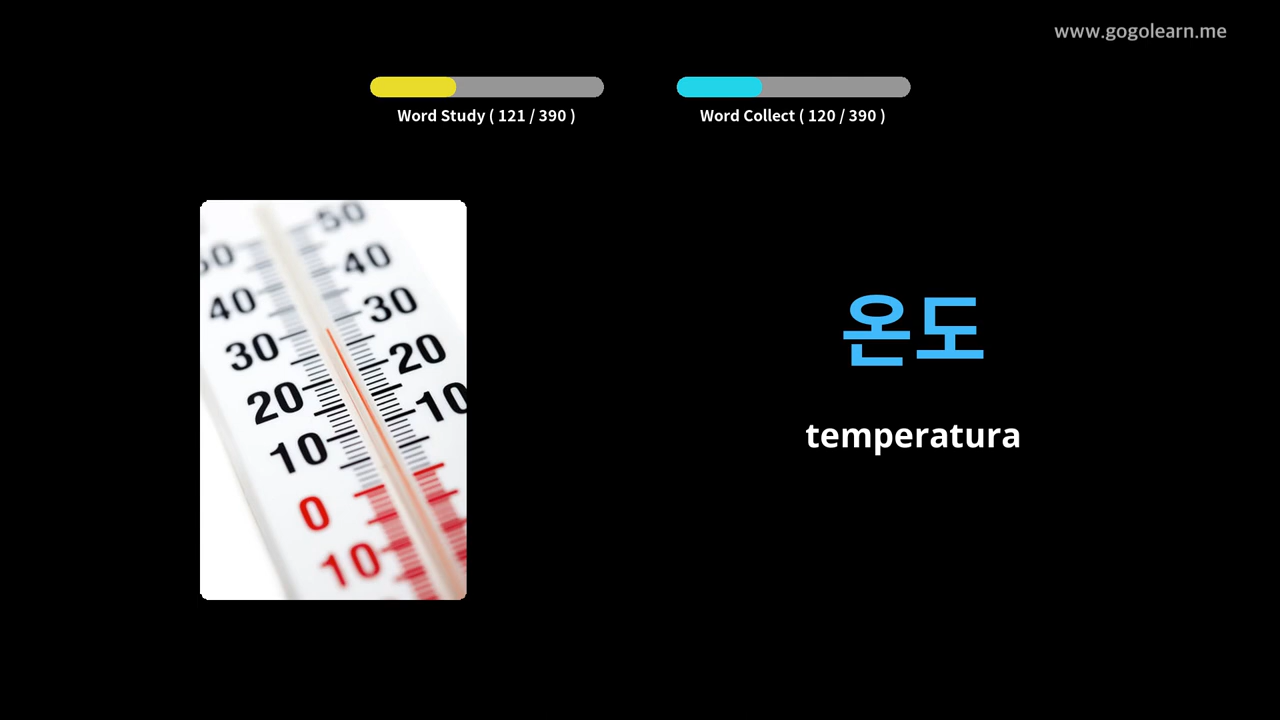 www.gogolearn.me
Word Study ( 121 / 390 )
Word Collect ( 120 / 390 )
50
40
30
20
10
40
30
20
10
0
10
온도
temperatura